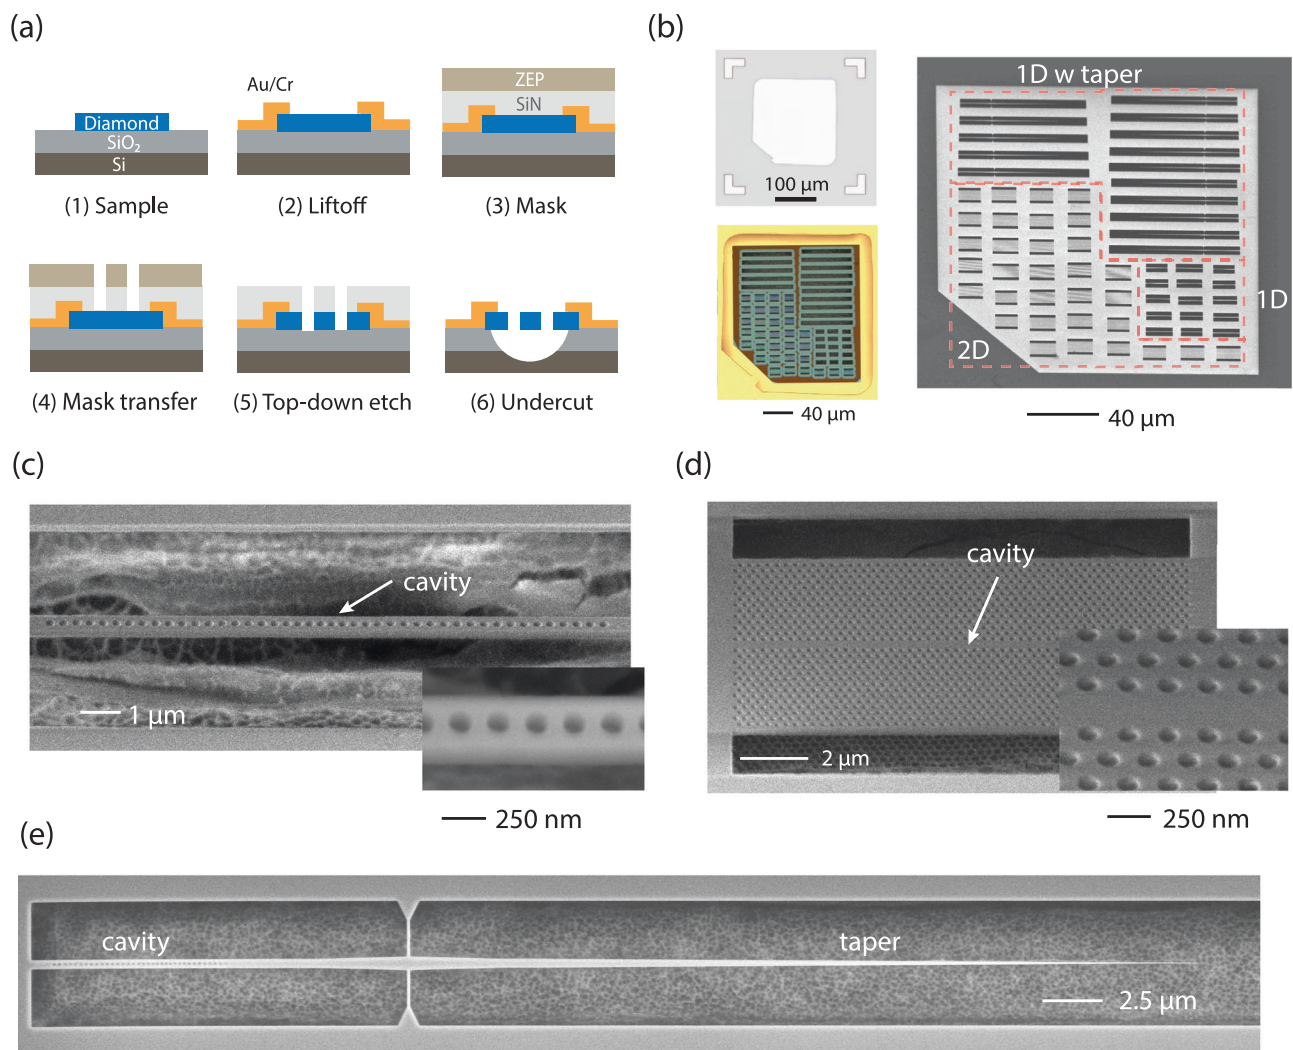 (a)
Diamond
SiO₂
Si
(1) Sample
Au/Cr
(2) Liftoff
ZEP
SiN
(3) Mask
(4) Mask transfer
(5) Top-down etch
(6) Undercut
(b)
100 µm
40 µm
1D w taper
1D
2D
40 µm
(c)
cavity
1 µm
250 nm
(d)
cavity
2 µm
250 nm
(e)
cavity
taper
2.5 µm